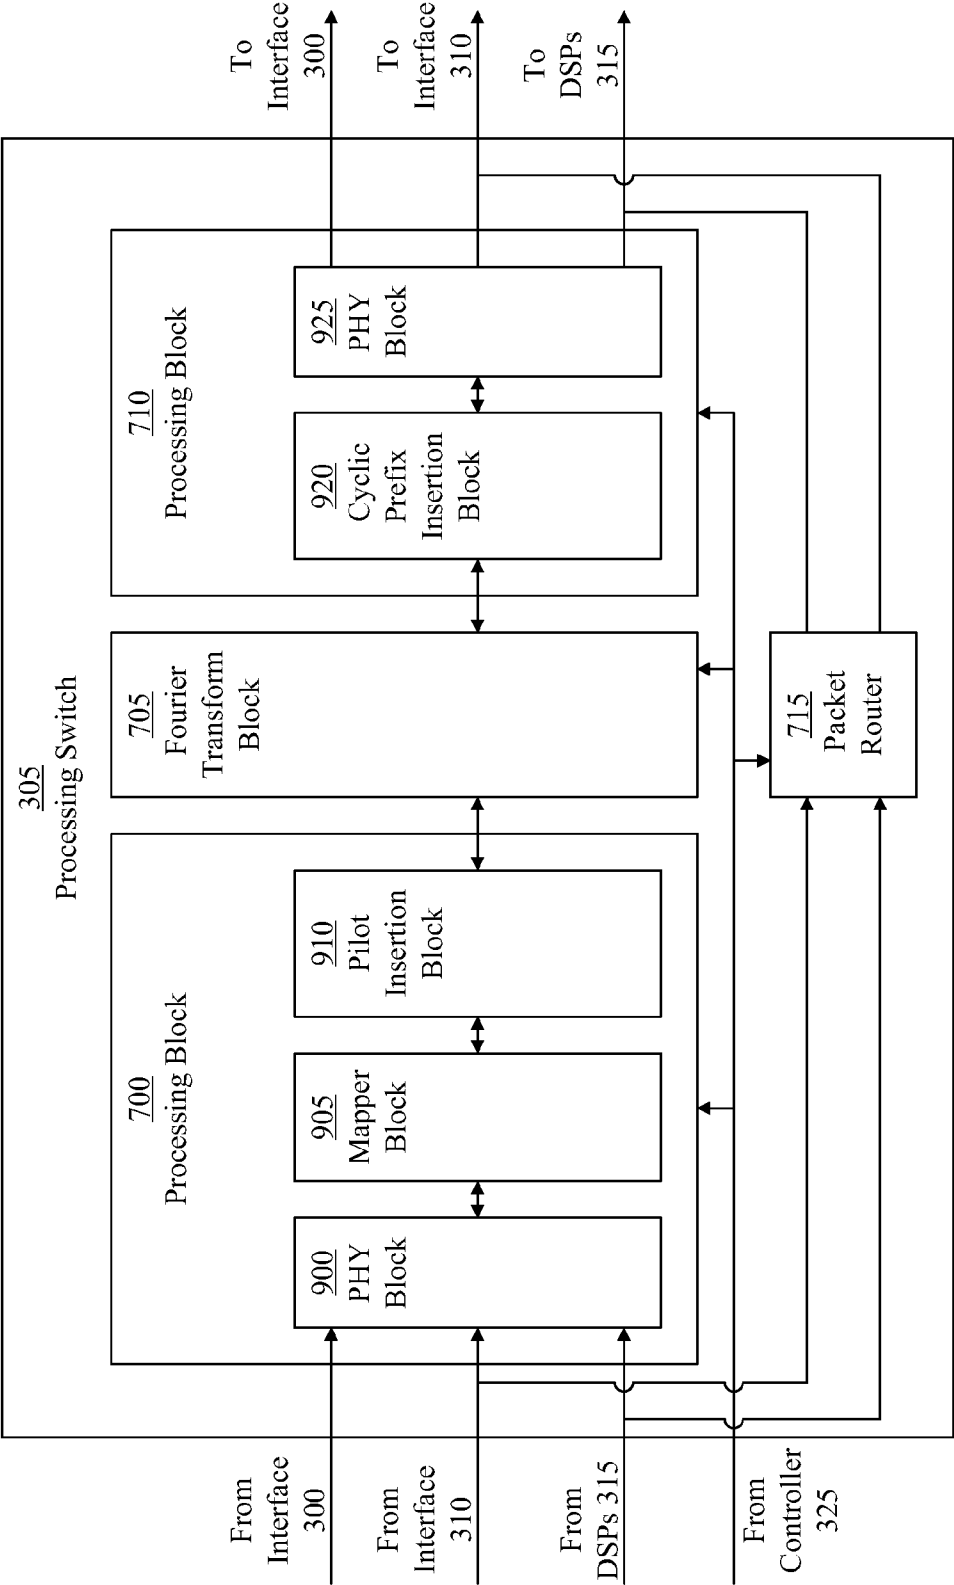 305
Processing Switch
700
Processing Block
900
PHY
Block
905
Mapper
Block
910
Pilot
Insertion
Block
705
Fourier
Transform
Block
710
Processing Block
920
Cyclic
Prefix
Insertion
Block
925
PHY
Block
715
Packet
Router
From
Interface
300
From
Interface
310
From
DSPs 315
From
Controller
325
To
Interface
300
To
Interface
310
To
DSPs
315